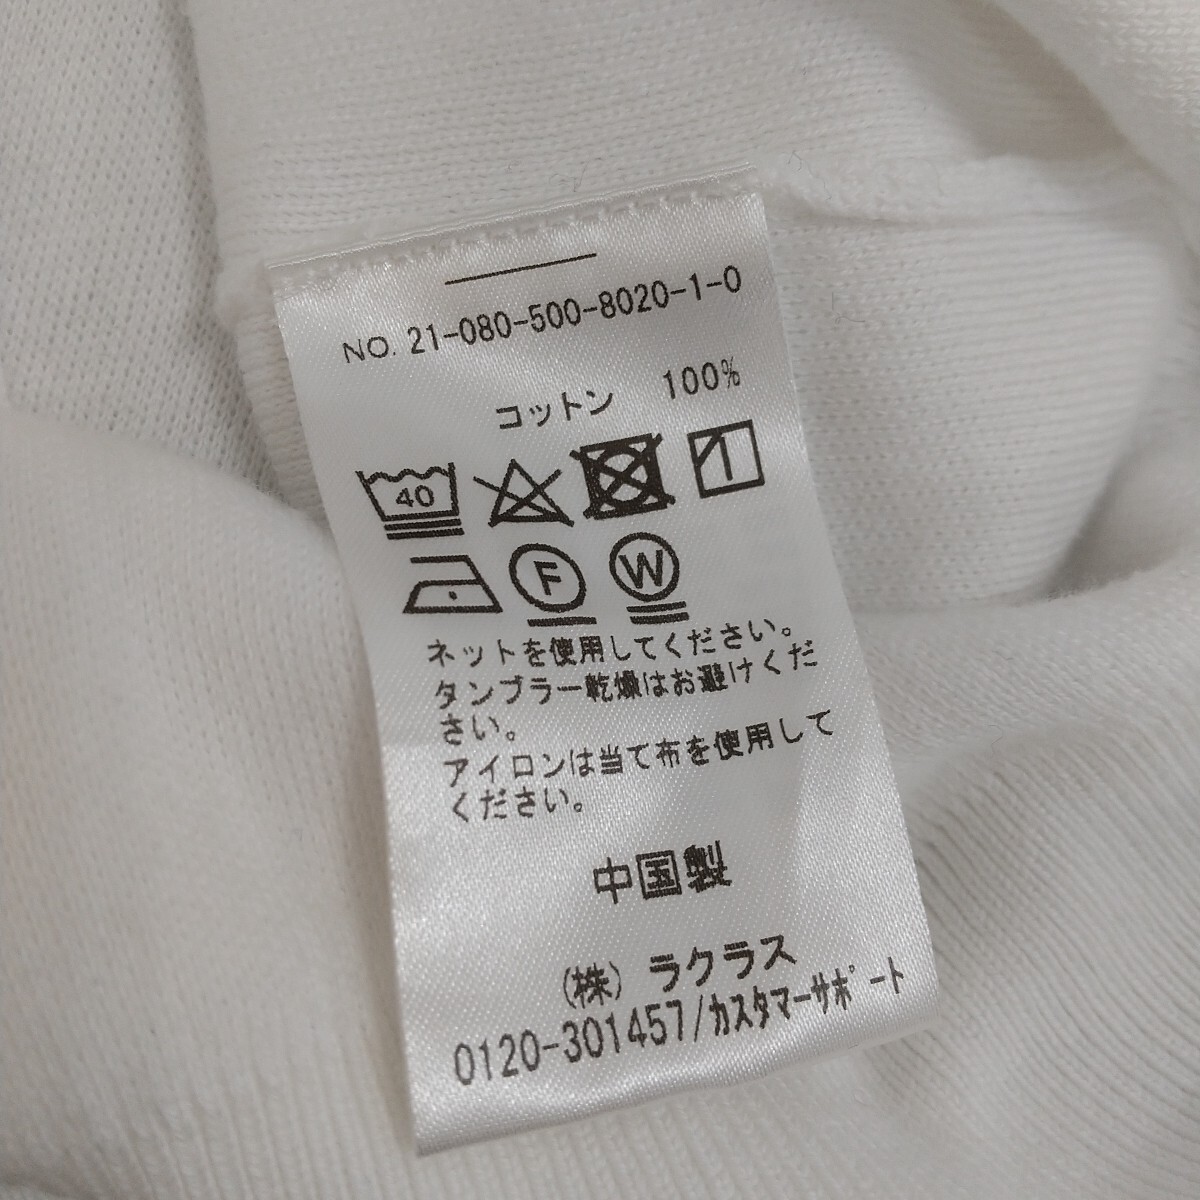 NO. 21-080-500-8020-1-0
コットン 100%
40
F W
ネットを使用してください。
タンブラー乾燥はお避けくだ
さい。
アイロンは当て布を使用して
ください。
中国製
(株) ラクラス
0120-301457/カスタマーサポート